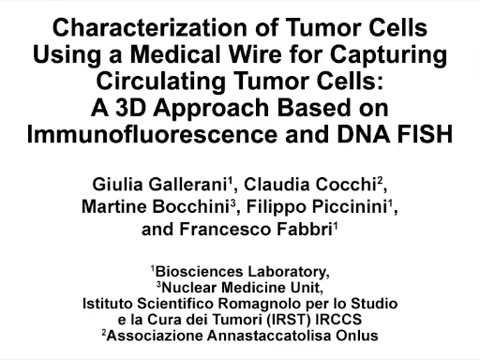 Characterization of Tumor Cells
Using a Medical Wire for Capturing
Circulating Tumor Cells:
A 3D Approach Based on
Immunofluorescence and DNA FISH
Giulia Gallerani¹, Claudia Cocchi²,
Martine Bocchini³, Filippo Piccinini¹,
and Francesco Fabbri¹
¹Biosciences Laboratory,
³Nuclear Medicine Unit,
Istituto Scientifico Romagnolo per lo Studio
e la Cura dei Tumori (IRST) IRCCS
²Associazione Annastaccatolisa Onlus